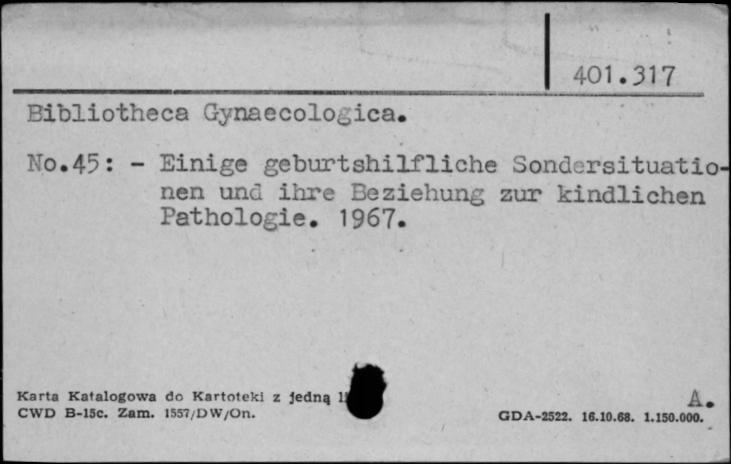 401.317
Bibliotheca Gynaecologica.
No.45: - Einige geburtshilfliche Sondersituatio-
nen und ihre Beziehung zur kindlichen
Pathologie. 1967.
Karta Katalogowa do Kartoteki z jedną
A.
CWD B-15c. Zam. 1557/DW/On.
GDA-2522. 16.10.68. 1.150.000.